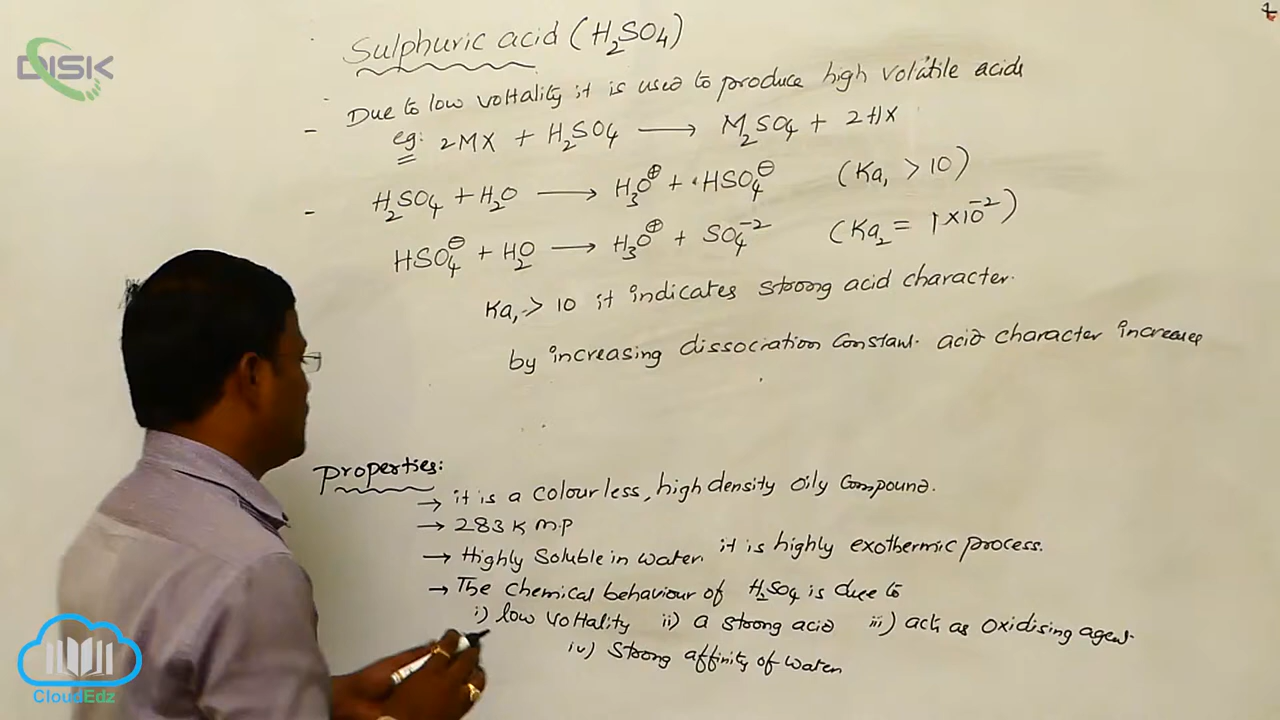 DISK
Sulphuric acid (H2SO4)
- Due to low voltality it is used to produce high volatile acids
eg: 2MX + H2SO4 ⟶ M2SO4 + 2HX
- H2SO4 + H2O ⟶ H3O⊕ + HSO4⊖ (Ka1 > 10)
HSO4⊖ + H2O ⟶ H3O⊕ + SO4^-2 (Ka2 = 1×10^-2)
Ka1 > 10 it indicates strong acid character.
by increasing dissociation constant. acid character increases
Properties:
→ it is a colourless, high density oily compound.
→ 283 K m.p
→ Highly soluble in water. it is highly exothermic process.
→ The chemical behaviour of H2SO4 is due to
i) low voltality ii) a strong acid iii) acts as oxidising agent.
iv) strong affinity of water
CloudEdz